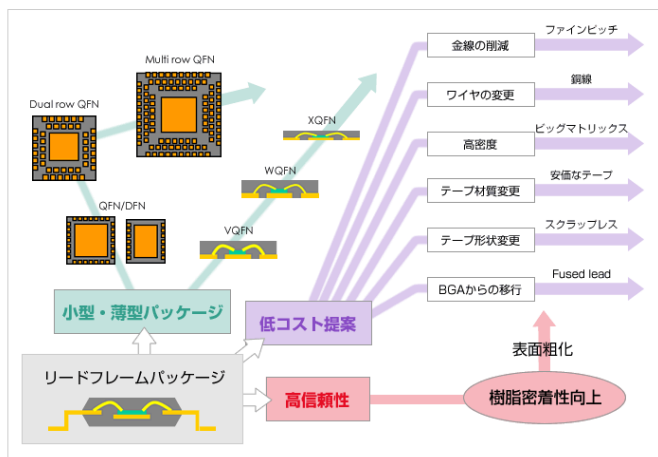 Multi row QFN
Dual row QFN
QFN/DFN
XQFN
WQFN
VQFN
小型・薄型パッケージ
低コスト提案
リードフレームパッケージ
高信頼性
金線の削減
ファインピッチ
ワイヤの変更
銅線
高密度
ビッグマトリックス
テープ材質変更
安価なテープ
テープ形状変更
スクラップレス
BGAからの移行
Fused lead
表面粗化
樹脂密着性向上